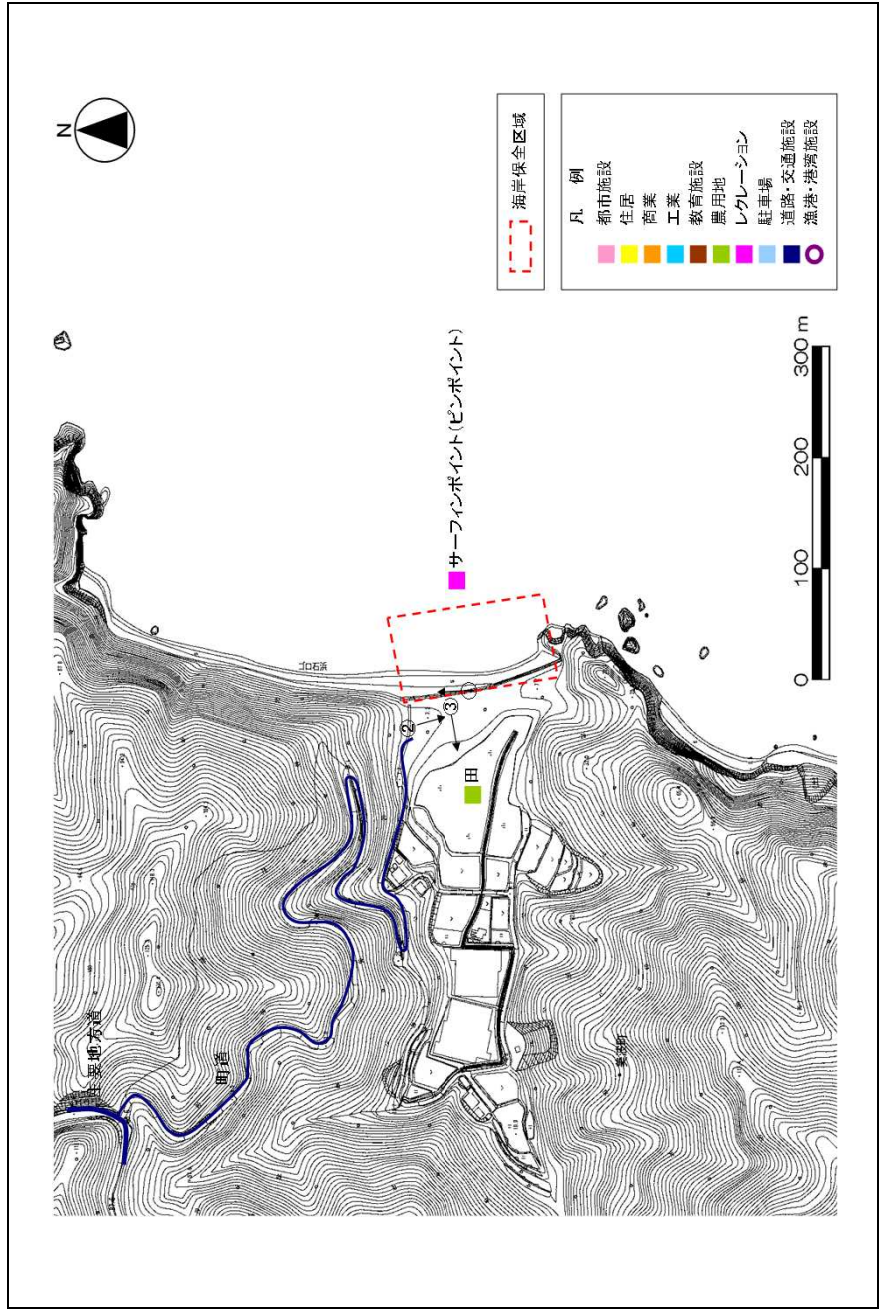 N
海岸保全区域
凡 例
都市施設
住居
商業
工業
教育施設
農用地
レクレーション
駐車場
道路・交通施設
漁港・港湾施設
主要地方道
町道
ゴロ石浜
サーフィンポイント(ピンポイント)
②
③
①
田
0 100 200 300 m